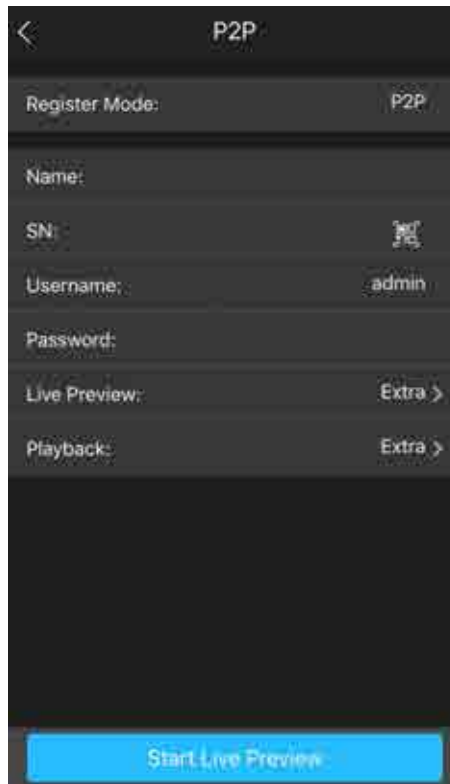 P2P
Register Mode: P2P
Name:
SN:
Username: admin
Password:
Live Preview: Extra >
Playback: Extra >
Start Live Preview